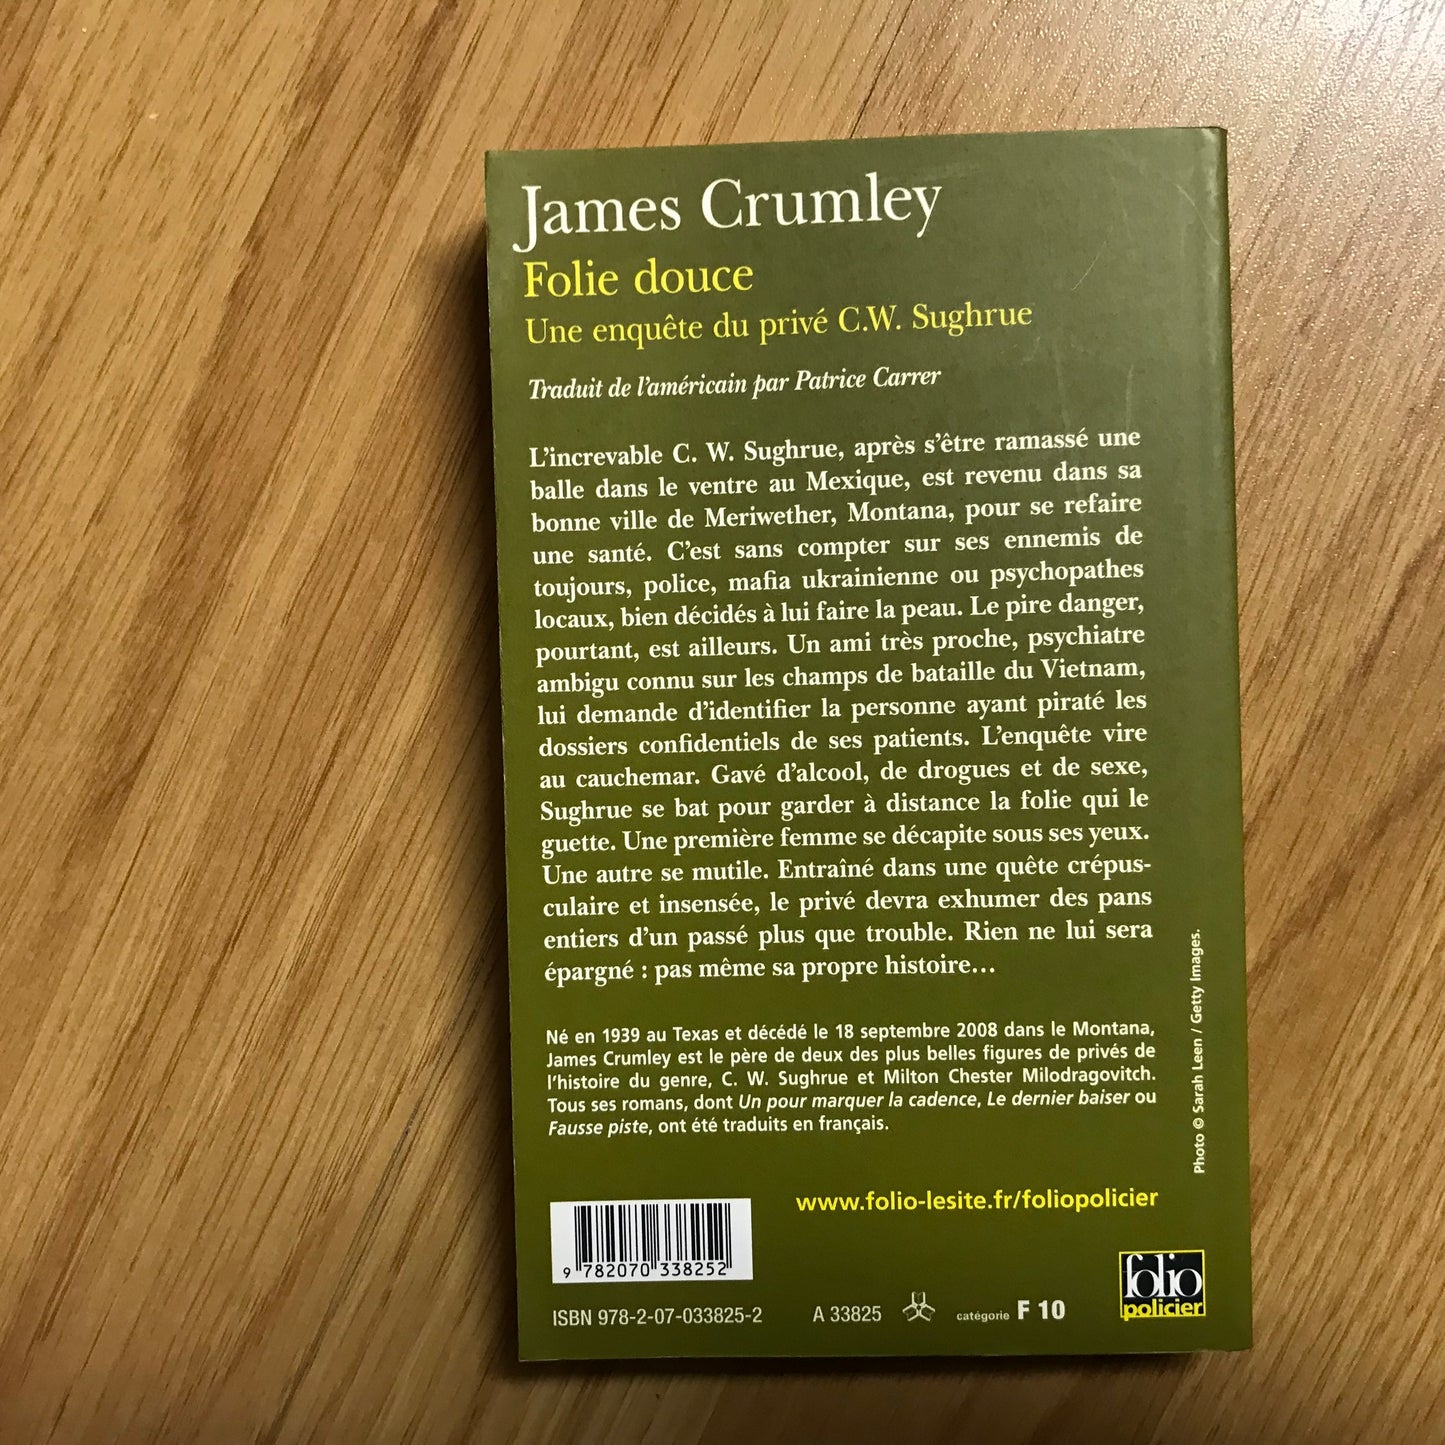 James Crumley
Folie douce
Une enquête du privé C.W. Sughrue
Traduit de l'américain par Patrice Carrer
L'increvable C. W. Sughrue, après s'être ramassé une
balle dans le ventre au Mexique, est revenu dans sa
bonne ville de Meriwether, Montana, pour se refaire
une santé. C'est sans compter sur ses ennemis de
toujours, police, mafia ukrainienne ou psychopathes
locaux, bien décidés à lui faire la peau. Le pire danger,
pourtant, est ailleurs. Un ami très proche, psychiatre
ambigu connu sur les champs de bataille du Vietnam,
lui demande d'identifier la personne ayant piraté les
dossiers confidentiels de ses patients. L'enquête vire
au cauchemar. Gavé d'alcool, de drogues et de sexe,
Sughrue se bat pour garder à distance la folie qui le
guette. Une première femme se décapite sous ses yeux.
Une autre se mutile. Entraîné dans une quête crépus-
culaire et insensée, le privé devra exhumer des pans
entiers d'un passé plus que trouble. Rien ne lui sera
épargné : pas même sa propre histoire...
Né en 1939 au Texas et décédé le 18 septembre 2008 dans le Montana,
James Crumley est le père de deux des plus belles figures de privés de
l'histoire du genre, C. W. Sughrue et Milton Chester Milodragovitch.
Tous ses romans, dont Un pour marquer la cadence, Le dernier baiser ou
Fausse piste, ont été traduits en français.
Photo © Sarah Leen / Getty Images.
www.folio-lesite.fr/foliopolicier
9 782070 338252
ISBN 978-2-07-033825-2 A 33825 catégorie F 10
folio
policier